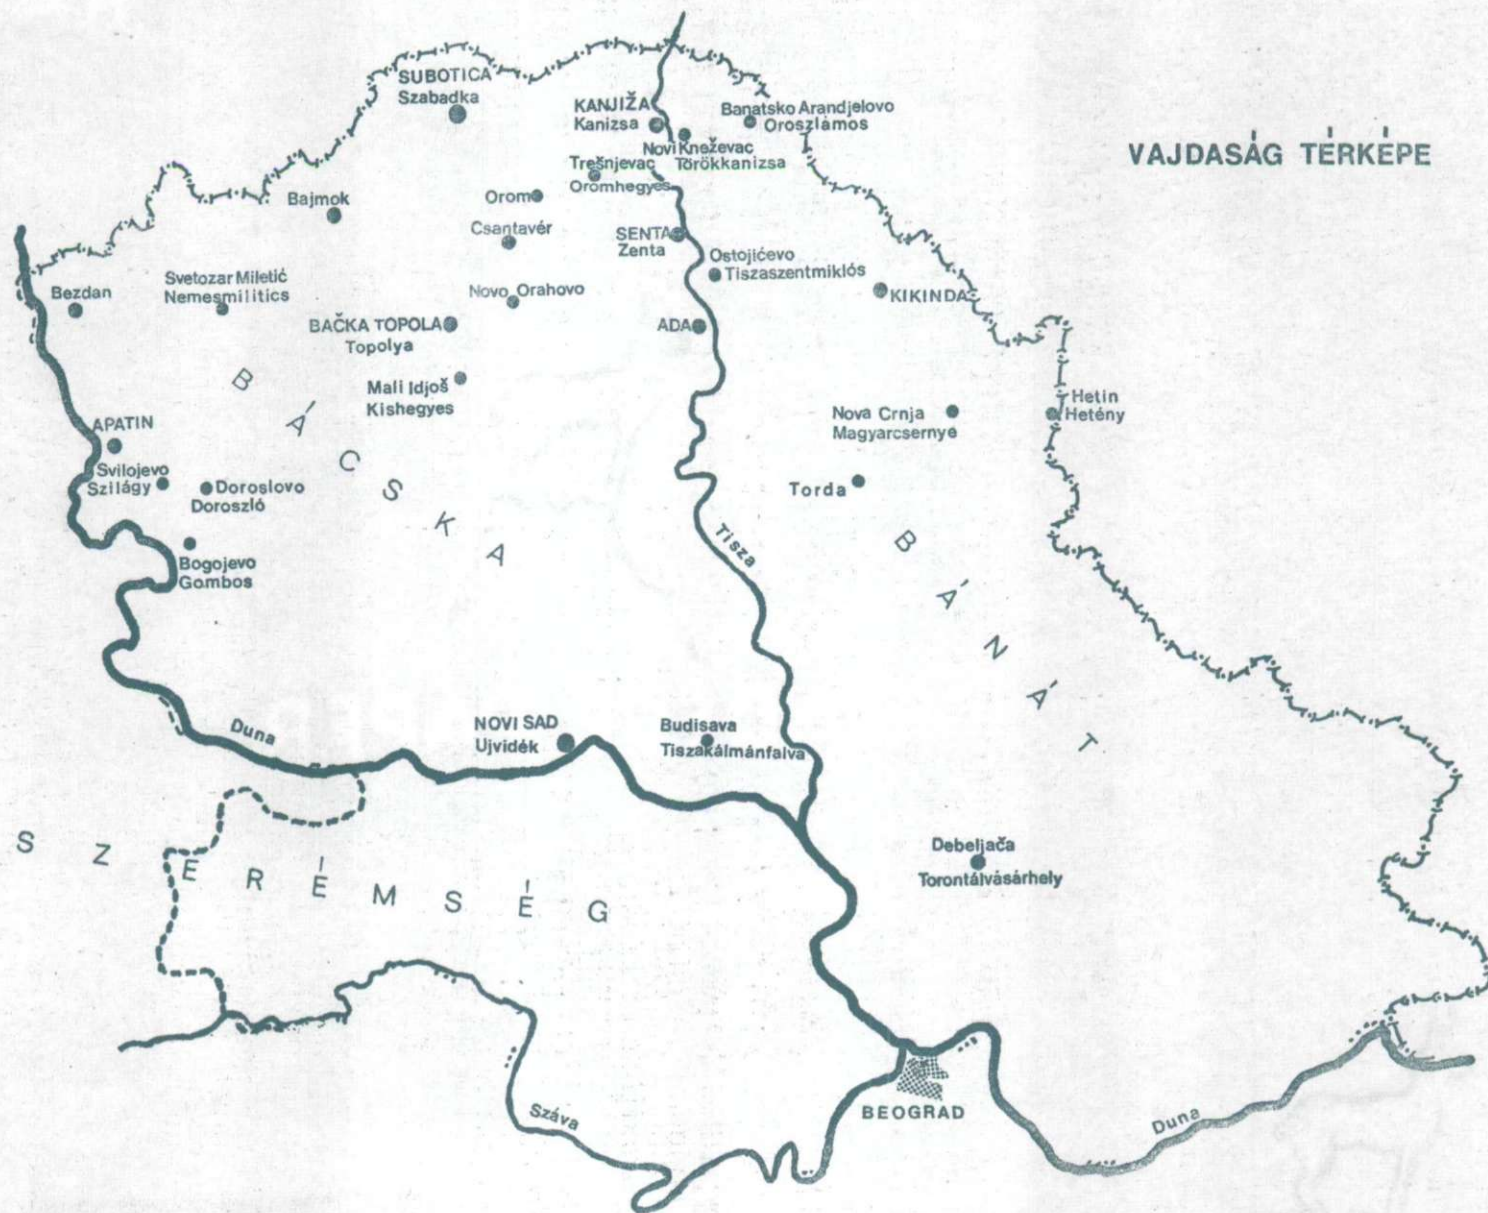 VAJDASÁG TÉRKÉPE
SUBOTICA
Szabadka
KANJIŽA
Kanizsa
Banatsko Arandjelovo
Oroszlámos
Novi Kneževac
Törökkanizsa
Trešnjevac
Oromhegyes
Bajmok
Orom
Csantavér
SENTA
Zenta
Ostojićevo
Tiszaszentmiklós
Svetozar Miletić
Nemesmilitics
Bezdan
Novo Orahovo
KIKINDA
BAČKA TOPOLA
Topolya
ADA
Mali Idjoš
Kishegyes
Nova Crnja
Magyarcsernye
Hetin
Hetény
APATIN
Svilojevo
Szilágy
Doroslovo
Doroszló
Torda
BÁCSKA
Tisza
BÁNÁT
Bogojevo
Gombos
Duna
NOVI SAD
Ujvidék
Budisava
Tiszakálmánfalva
SZERÉMSÉG
Debeljača
Torontálvásárhely
Száva
BEOGRAD
Duna